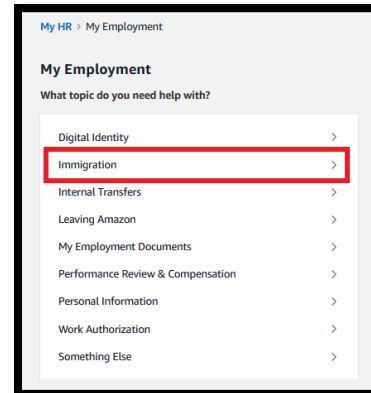 My HR > My Employment
My Employment
What topic do you need help with?
Digital Identity >
Immigration >
Internal Transfers >
Leaving Amazon >
My Employment Documents >
Performance Review & Compensation >
Personal Information >
Work Authorization >
Something Else >